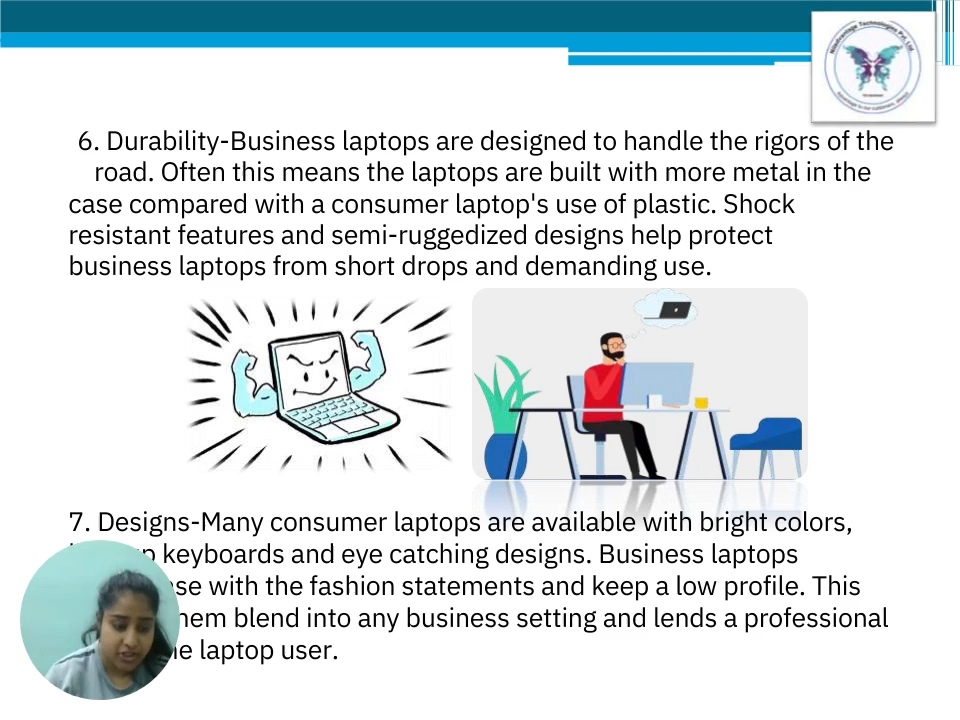 Nileadvantage Technologies Pvt. Ltd.
6. Durability-Business laptops are designed to handle the rigors of the
road. Often this means the laptops are built with more metal in the
case compared with a consumer laptop's use of plastic. Shock
resistant features and semi-ruggedized designs help protect
business laptops from short drops and demanding use.
7. Designs-Many consumer laptops are available with bright colors,
keyboards and eye catching designs. Business laptops
with the fashion statements and keep a low profile. This
blend into any business setting and lends a professional
laptop user.